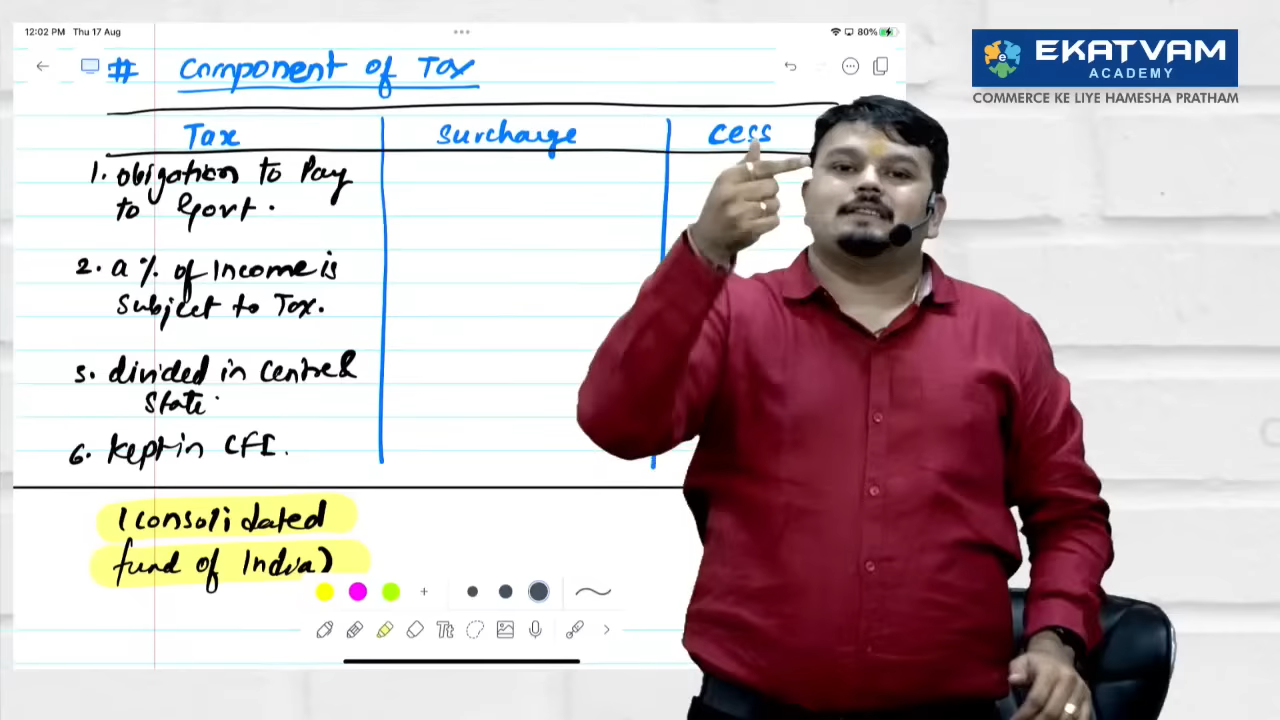 12:02 PM Thu 17 Aug
80%
EKATVAM
ACADEMY
COMMERCE KE LIYE HAMESHA PRATHAM
# Component of Tax
Tax
Surcharge
Cess
1. obigation to Pay
to Govt.
2. a % of Income is
Subject to Tax.
5. divided in Centre &
State.
6. Kept in CFI.
(Consolidated
fund of India)
Tt